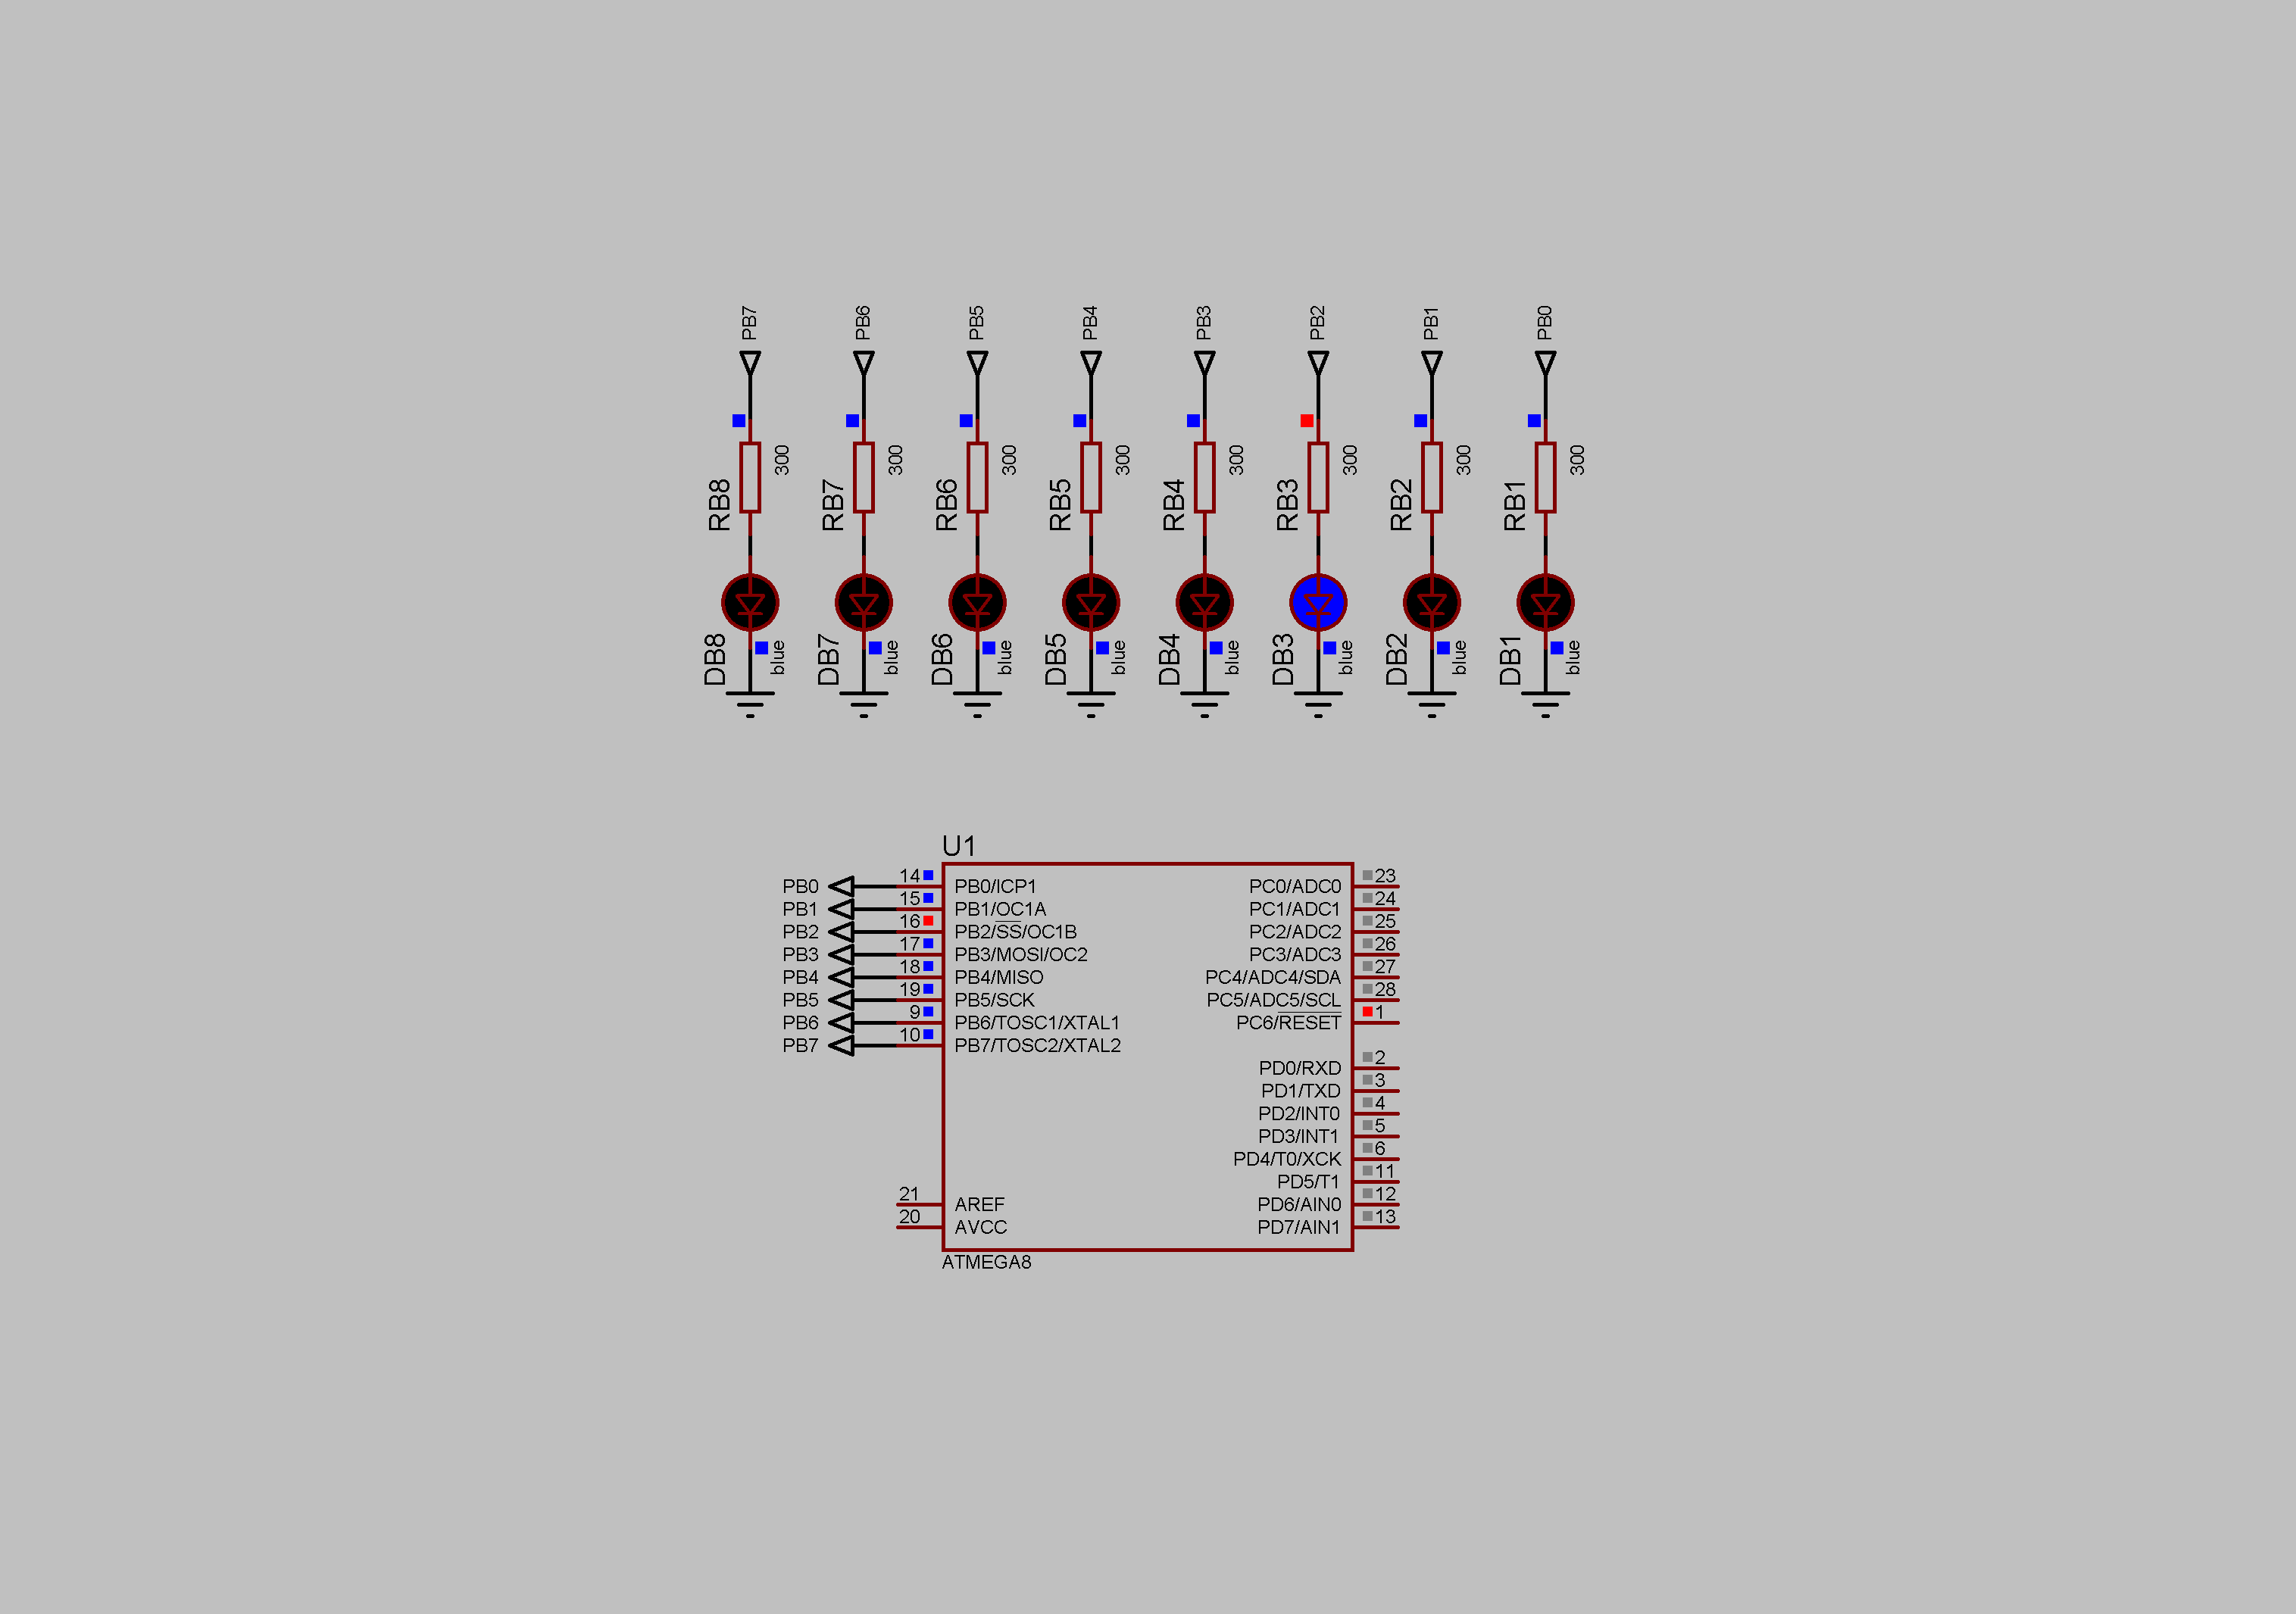 PB7 PB6 PB5 PB4 PB3 PB2 PB1 PB0
300 300 300 300 300 300 300 300
RB8 RB7 RB6 RB5 RB4 RB3 RB2 RB1
DB8 blue DB7 blue DB6 blue DB5 blue DB4 blue DB3 blue DB2 blue DB1 blue
U1
PB0 14 PB0/ICP1 PC0/ADC0 23
PB1 15 PB1/OC1A PC1/ADC1 24
PB2 16 PB2/SS/OC1B PC2/ADC2 25
PB3 17 PB3/MOSI/OC2 PC3/ADC3 26
PB4 18 PB4/MISO PC4/ADC4/SDA 27
PB5 19 PB5/SCK PC5/ADC5/SCL 28
PB6 9 PB6/TOSC1/XTAL1 PC6/RESET 1
PB7 10 PB7/TOSC2/XTAL2
PD0/RXD 2
PD1/TXD 3
PD2/INT0 4
PD3/INT1 5
PD4/T0/XCK 6
PD5/T1 11
21 AREF PD6/AIN0 12
20 AVCC PD7/AIN1 13
ATMEGA8